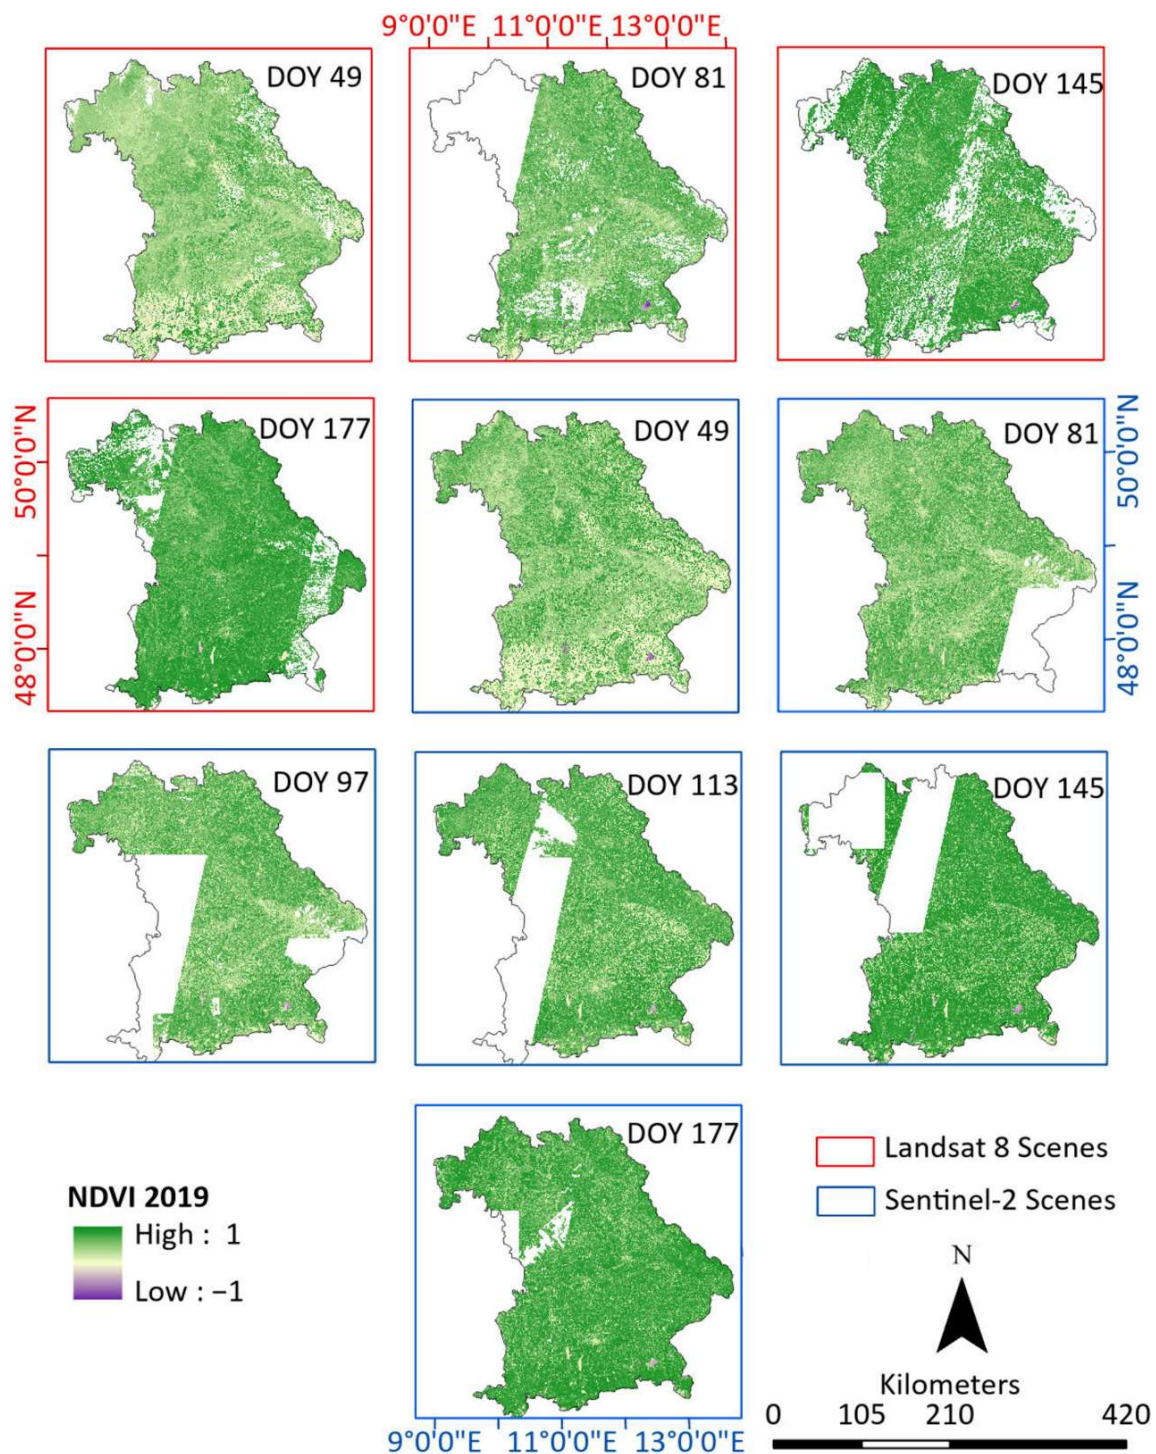 9°0'0"E 11°0'0"E 13°0'0"E
DOY 49
DOY 81
DOY 145
50°0'0"N
48°0'0"N
DOY 177
DOY 49
DOY 81
50°0'0"N
48°0'0"N
DOY 97
DOY 113
DOY 145
DOY 177
NDVI 2019
High : 1
Low : −1
Landsat 8 Scenes
Sentinel-2 Scenes
N
Kilometers
0 105 210 420
9°0'0"E 11°0'0"E 13°0'0"E